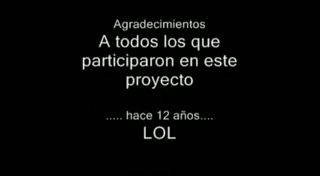 Agradecimientos
A todos los que
participaron en este
proyecto
..... hace 12 años....
LOL